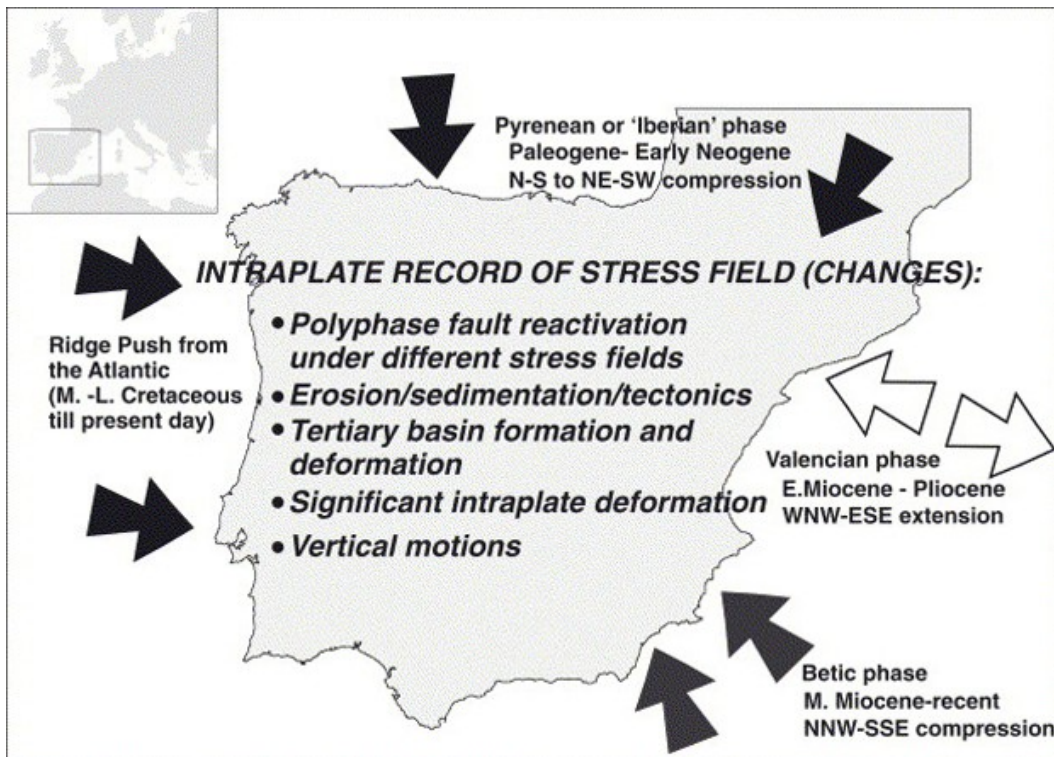 Pyrenean or 'Iberian' phase
Paleogene- Early Neogene
N-S to NE-SW compression
INTRAPLATE RECORD OF STRESS FIELD (CHANGES):
• Polyphase fault reactivation
under different stress fields
• Erosion/sedimentation/tectonics
• Tertiary basin formation and
deformation
• Significant intraplate deformation
• Vertical motions
Ridge Push from
the Atlantic
(M. -L. Cretaceous
till present day)
Valencian phase
E.Miocene - Pliocene
WNW-ESE extension
Betic phase
M. Miocene-recent
NNW-SSE compression